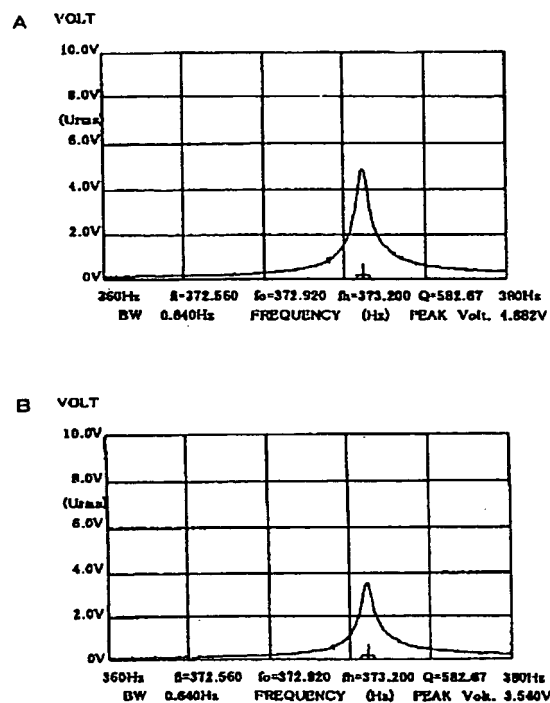 A VOLT
10.0V
8.0V
(Urms)
6.0V
4.0V
2.0V
0V
360Hz fl=372.560 fo=372.920 fh=373.200 Q=582.67 380Hz
BW 0.640Hz FREQUENCY (Hz) PEAK Volt. 4.882V
B VOLT
10.0V
8.0V
(Urms)
6.0V
4.0V
2.0V
0V
360Hz fl=372.560 fo=372.920 fh=373.200 Q=582.67 380Hz
BW 0.640Hz FREQUENCY (Hz) PEAK Volt. 3.540V